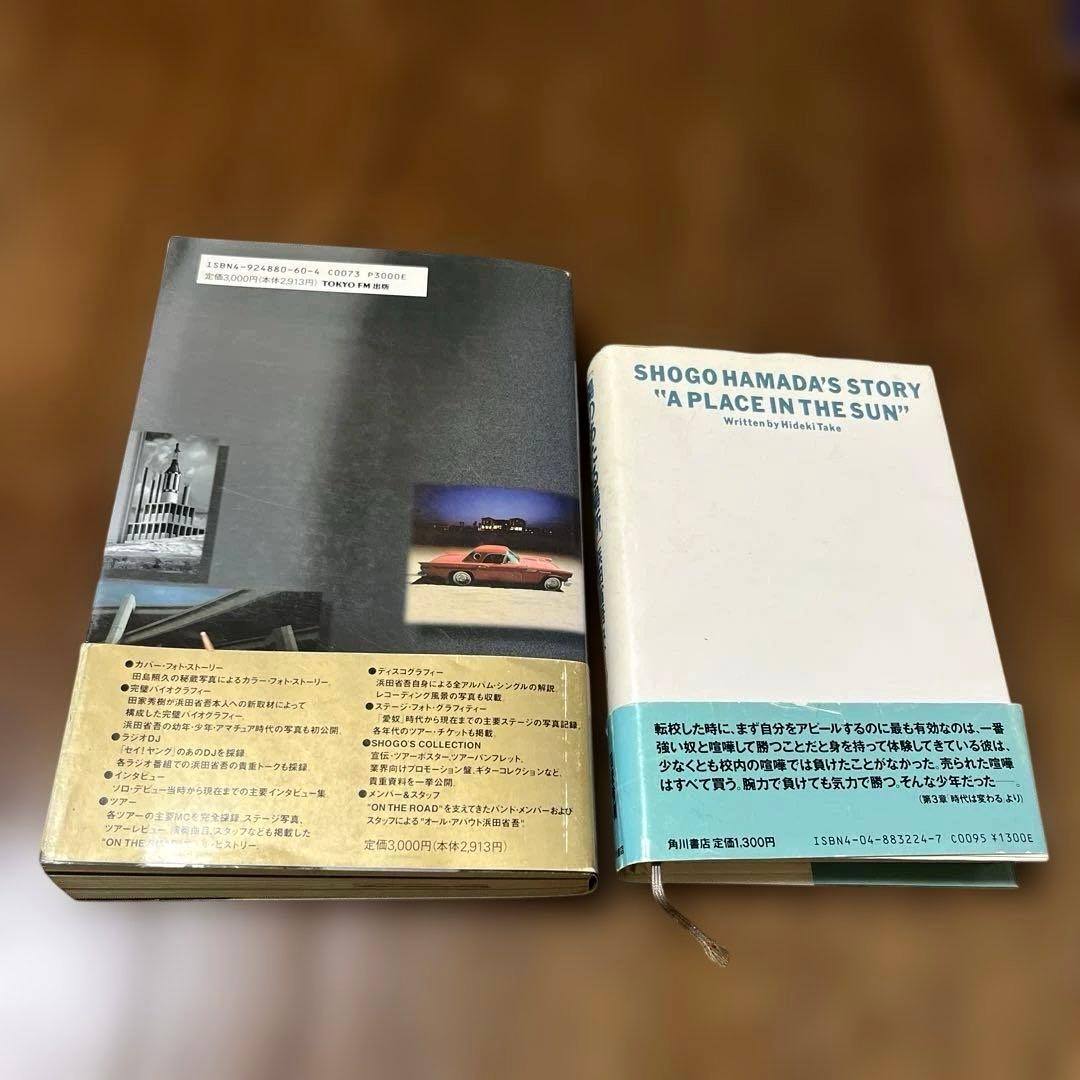 ISBN4-924880-60-4 C0073 P3000E
定価3,000円(本体2,913円) TOKYO FM 出版
●カバー・フォト・ストーリー
田島照久の秘蔵写真によるカラー・フォト・ストーリー。
●完璧バイオグラフィー
田家秀樹が浜田省吾本人への新取材によって
構成した完璧バイオグラフィー。
浜田省吾の幼年・少年・アマチュア時代の写真も初公開。
●ラジオDJ
「セイ!ヤング」のあのDJを採録。
各ラジオ番組での浜田省吾の貴重トークも採録。
●インタビュー
ソロ・デビュー当時から現在までの主要インタビュー集。
●ツアー
各ツアーの主要MCを完全採録。ステージ写真、
ツアーレビュー、演奏曲目、スタッフなども掲載した
"ON THE ヒストリー。
●ディスコグラフィー
浜田省吾自身による全アルバム・シングルの解説。
レコーディング風景の写真も収載。
●ステージ・フォト・グラフィティー
「愛奴」時代から現在までの主要ステージの写真記録。
各年代のツアー・チケットも掲載。
●SHOGO'S COLLECTION
宣伝・ツアーポスター、ツアーパンフレット、
業界向けプロモーション盤、ギターコレクションなど、
貴重資料を一挙公開。
●メンバー&スタッフ
"ON THE ROAD"を支えてきたバンド・メンバーおよび
スタッフによる"オール・アバウト浜田省吾"。
定価3,000円(本体2,913円)
SHOGO HAMADA'S STORY
"A PLACE IN THE SUN"
Written by Hideki Take
転校した時に、まず自分をアピールするのに最も有効なのは、一番
強い奴と喧嘩して勝つことだと身を持って体験してきている彼は、
少なくとも校内の喧嘩では負けたことがなかった。売られた喧嘩
はすべて買う。腕力で負けても気力で勝つ。そんな少年だった――。
(第3章「時代は変わる」より)
角川書店 定価1,300円
ISBN4-04-883224-7 C0095 ¥1300E